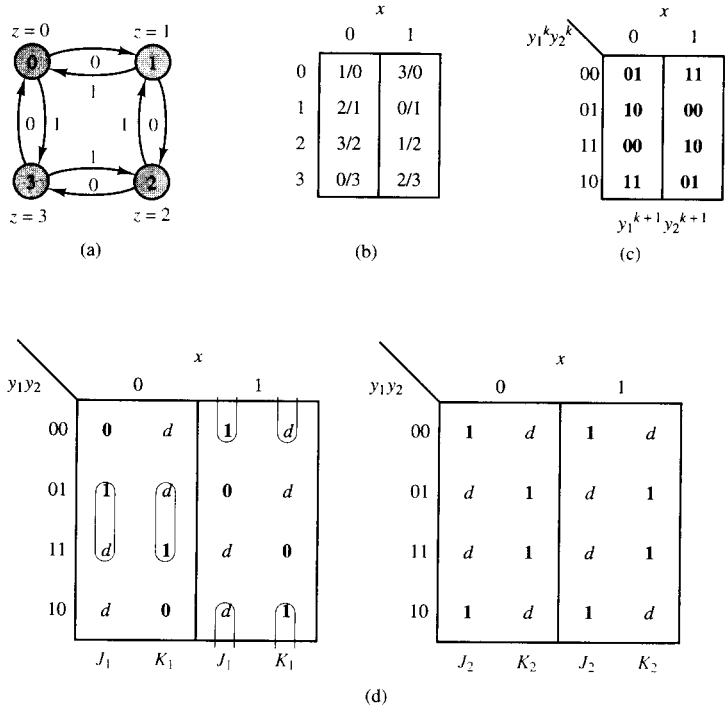 z = 0
z = 1
0
0
1
1
0
1
1
0
1
3
0
2
z = 3
z = 2
(a)
x
0 1
0 1/0 3/0
1 2/1 0/1
2 3/2 1/2
3 0/3 2/3
(b)
x
y₁ᵏy₂ᵏ 0 1
00 01 11
01 10 00
11 00 10
10 11 01
y₁ᵏ⁺¹y₂ᵏ⁺¹
(c)
x
y₁y₂ 0 1
00 0 d 1 d
01 1 d 0 d
11 d 1 d 0
10 d 0 d 1
J₁ K₁ J₁ K₁
x
y₁y₂ 0 1
00 1 d 1 d
01 d 1 d 1
11 d 1 d 1
10 1 d 1 d
J₂ K₂ J₂ K₂
(d)